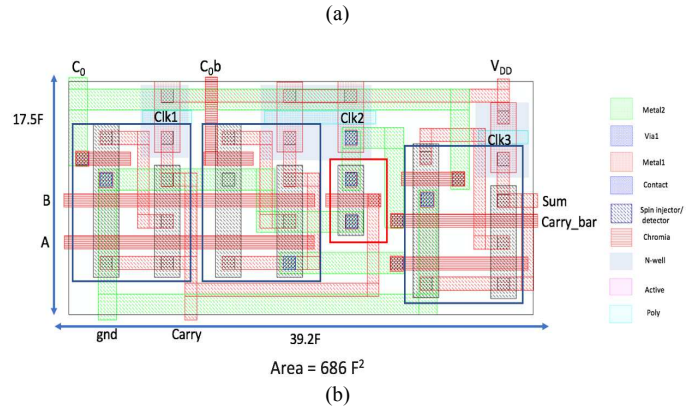 (a)
C₀
C₀b
V_DD
17.5F
Clk1
Clk2
Clk3
B
A
Sum
Carry_bar
gnd
Carry
39.2F
Area = 686 F²
(b)
Metal2
Via1
Metal1
Contact
Spin injector/
detector
Chromia
N-well
Active
Poly